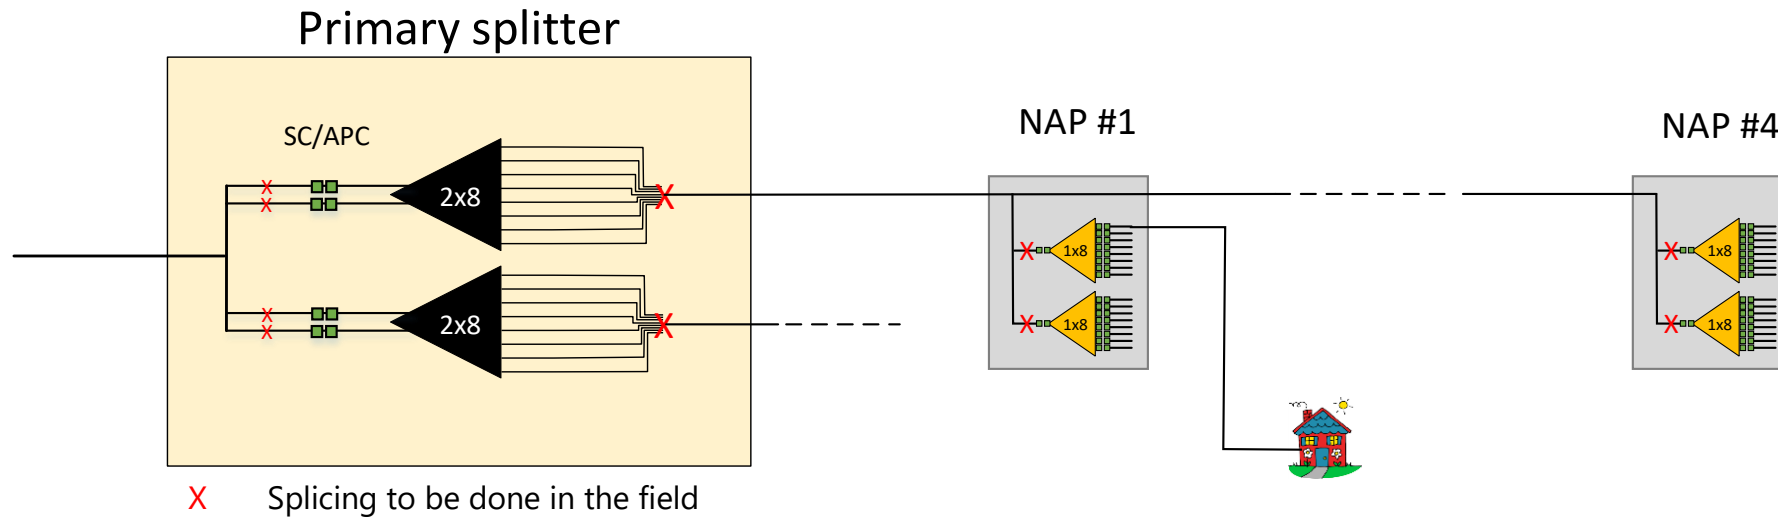 Primary splitter
SC/APC
2x8
2x8
NAP #1
1x8
1x8
NAP #4
1x8
1x8
X Splicing to be done in the field